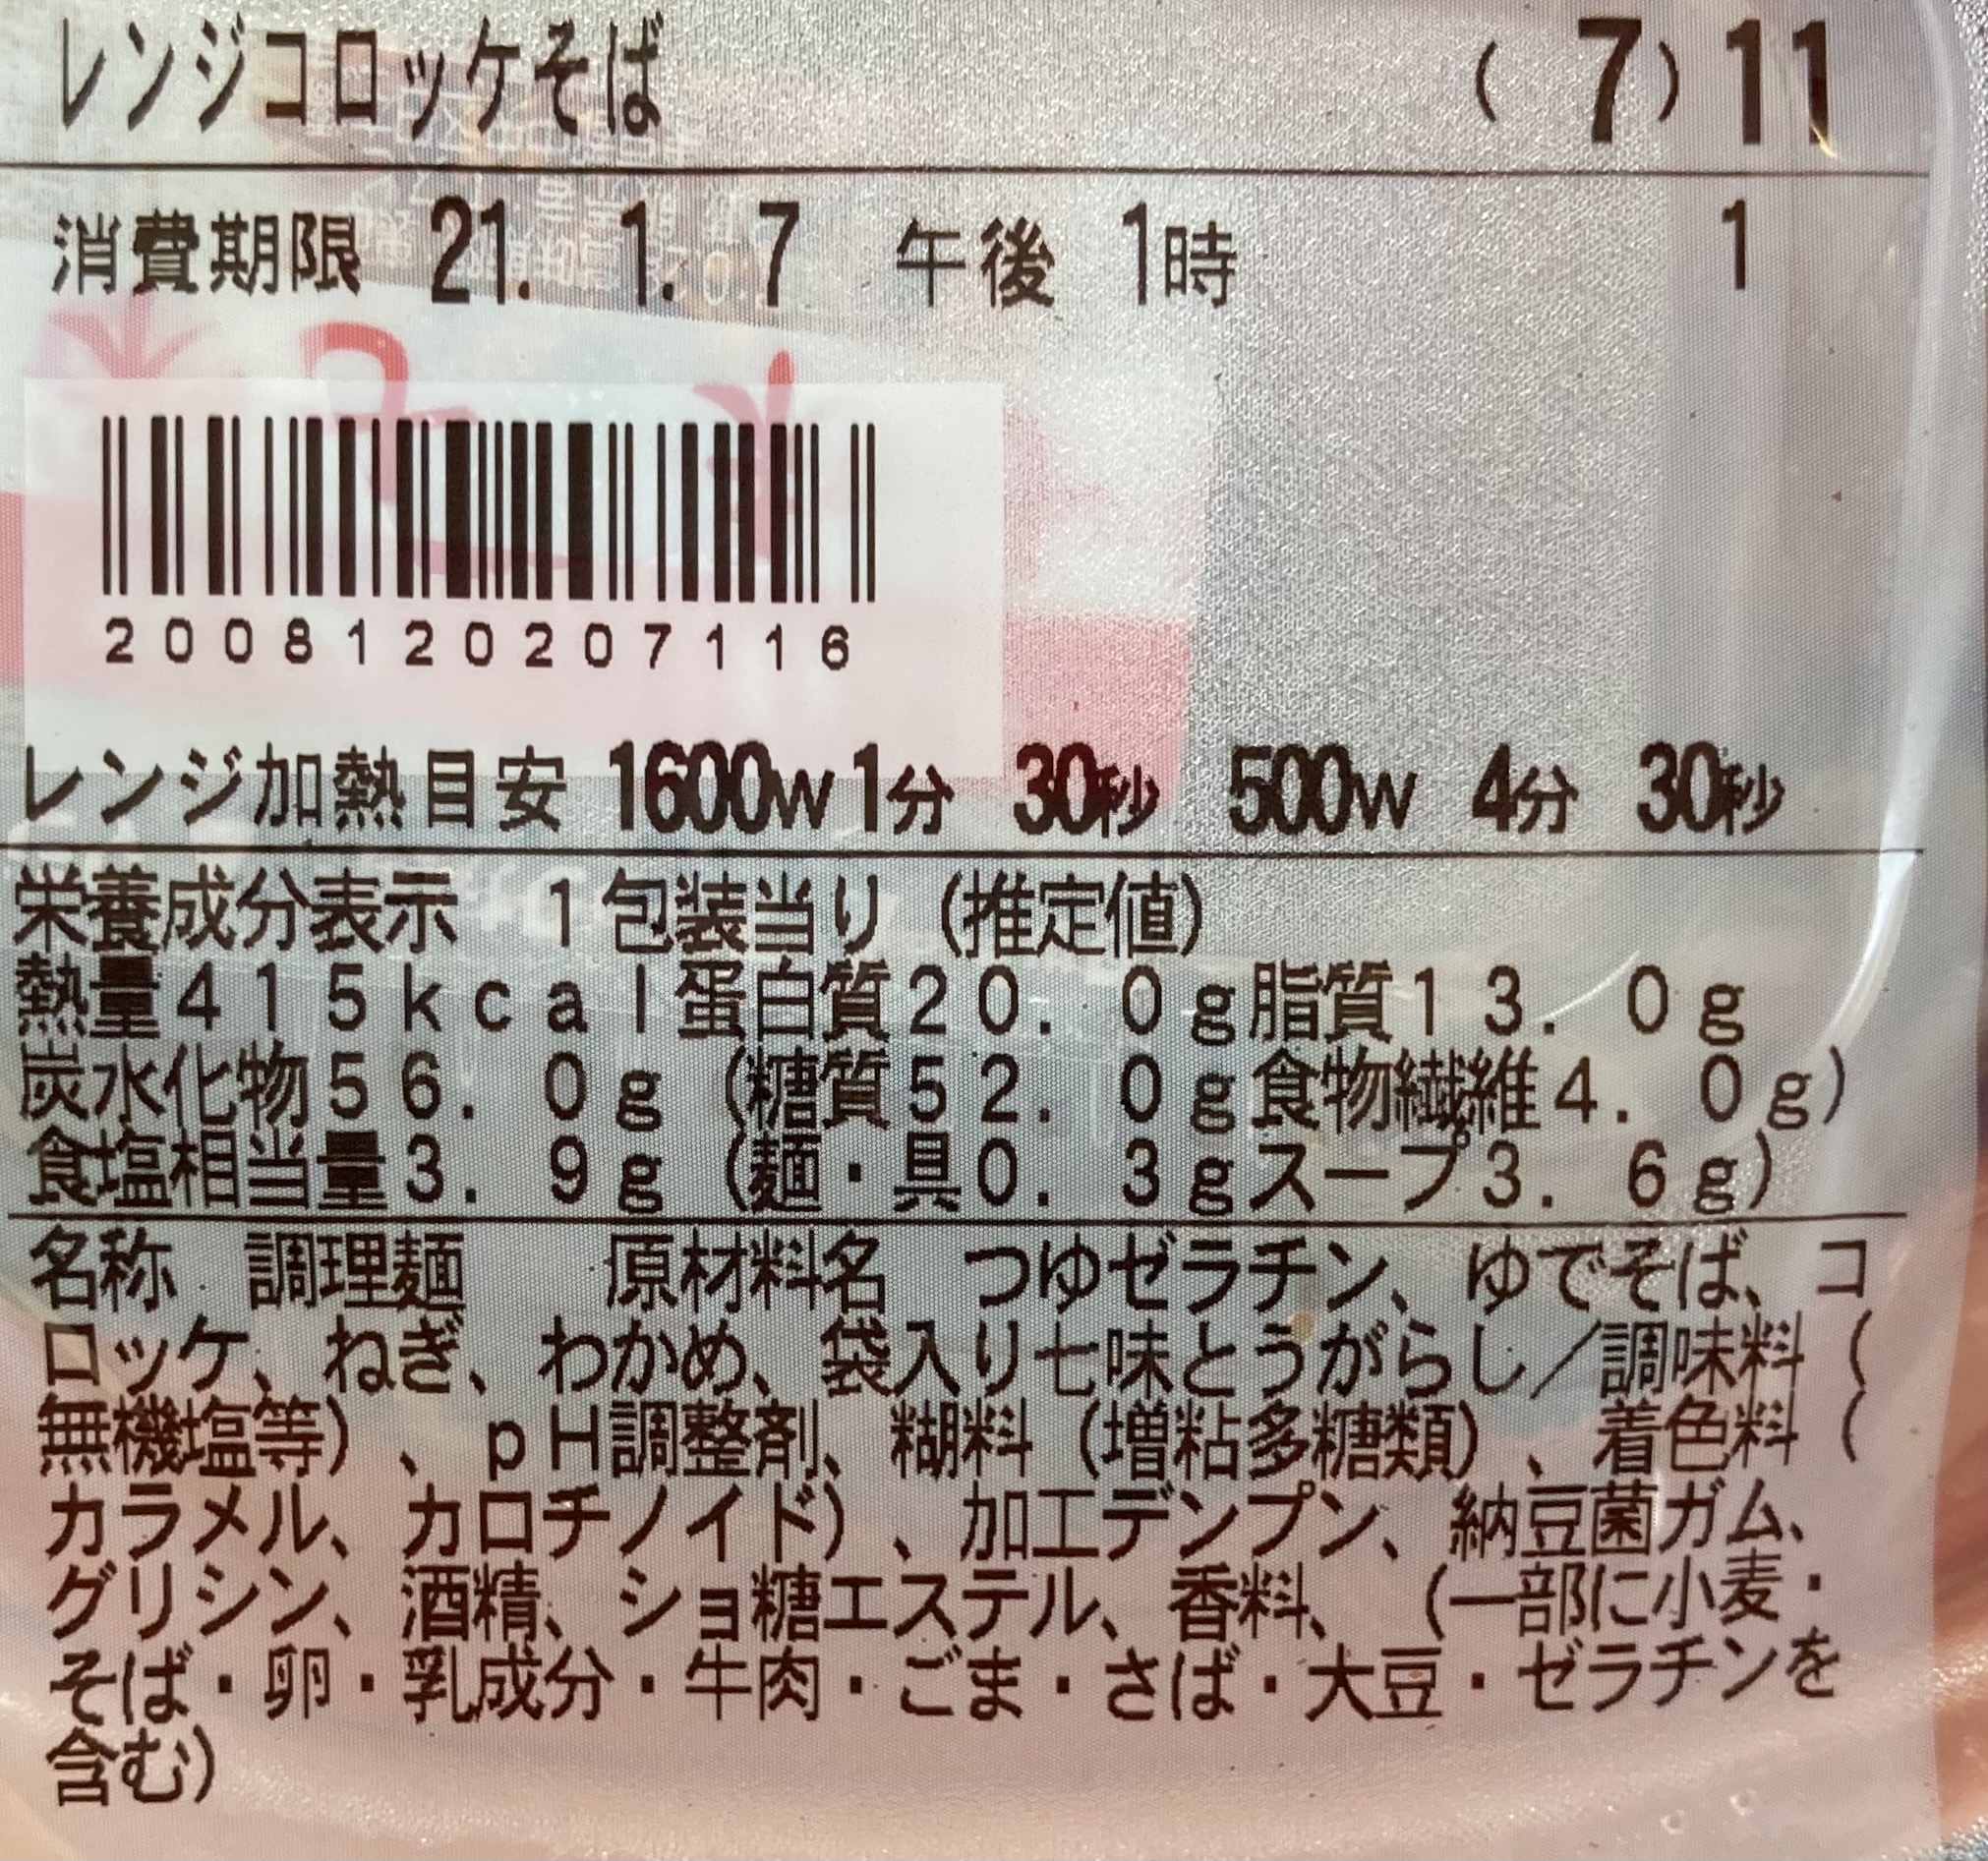 レンジコロッケそば ( 7) 11
消費期限 21. 1. 7 午後 1時 1
2008120207116
レンジ加熱目安 1600W 1分 30秒 500W 4分 30秒
栄養成分表示 1包装当り(推定値)
熱量415kcal蛋白質20.0g脂質13.0g
炭水化物56.0g(糖質52.0g食物繊維4.0g)
食塩相当量3.9g(麺・具0.3gスープ3.6g)
名称 調理麺 原材料名 つゆゼラチン、ゆでそば、コ
ロッケ、ねぎ、わかめ、袋入り七味とうがらし/調味料(
無機塩等)、pH調整剤、糊料(増粘多糖類)、着色料(
カラメル、カロチノイド)、加工デンプン、納豆菌ガム、
グリシン、酒精、ショ糖エステル、香料、(一部に小麦・
そば・卵・乳成分・牛肉・ごま・さば・大豆・ゼラチンを
含む)